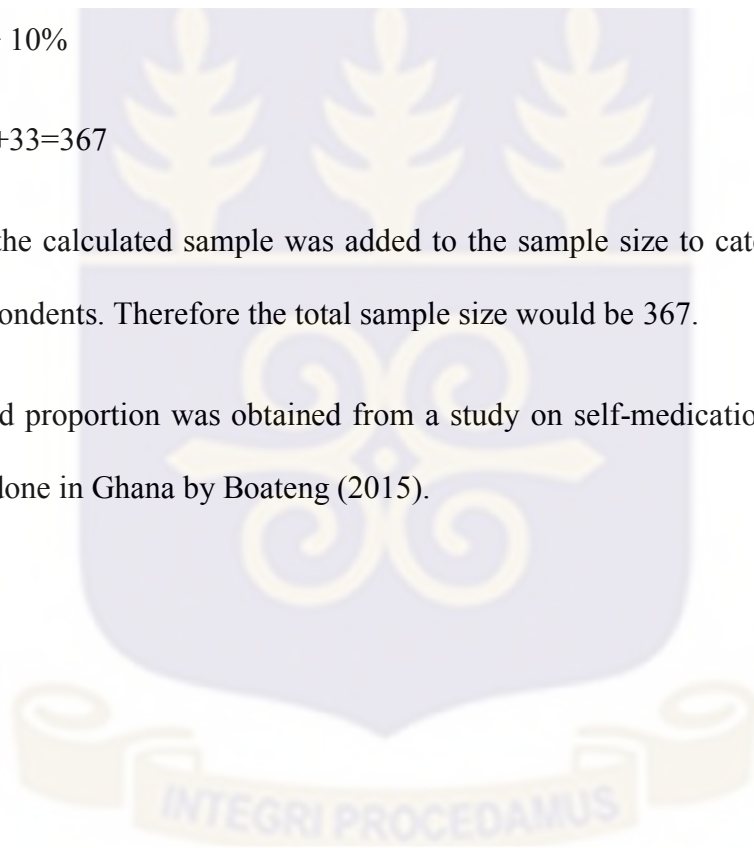 10%
+33=367
the calculated sample was added to the sample size to cat
ondents. Therefore the total sample size would be 367.
d proportion was obtained from a study on self-medicatio
done in Ghana by Boateng (2015).
INTEGRI PROCEDAMUS